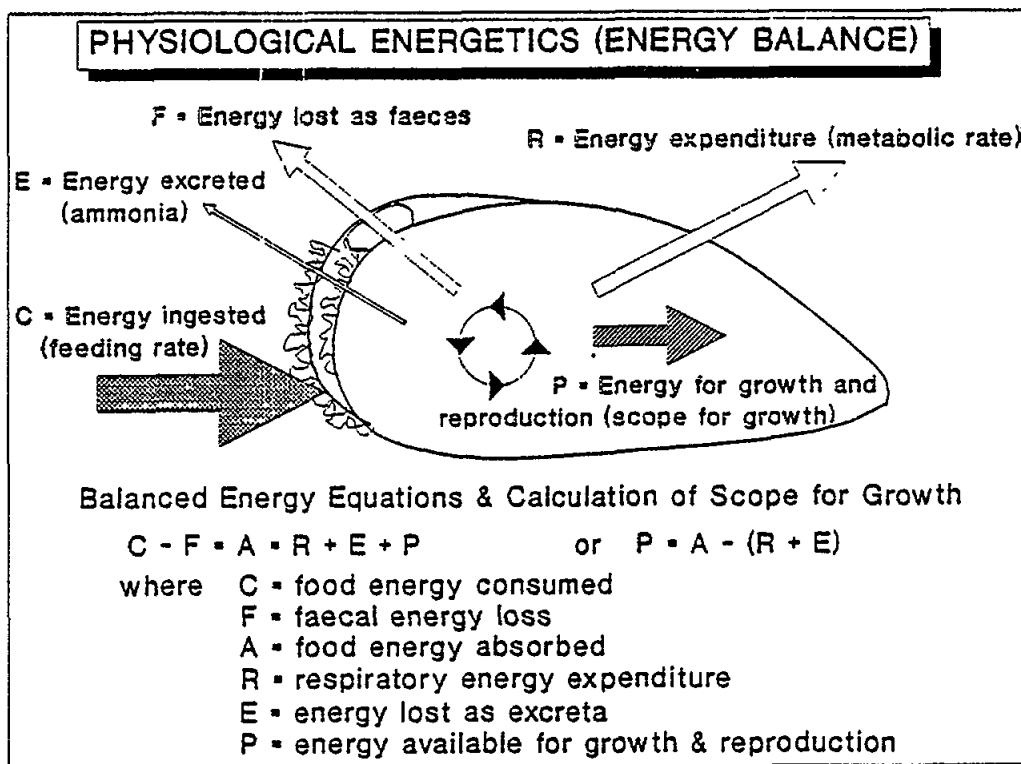 PHYSIOLOGICAL ENERGETICS (ENERGY BALANCE)
F = Energy lost as faeces
R = Energy expenditure (metabolic rate)
E = Energy excreted
(ammonia)
C = Energy ingested
(feeding rate)
P = Energy for growth and
reproduction (scope for growth)
Balanced Energy Equations & Calculation of Scope for Growth
C - F = A = R + E + P or P = A - (R + E)
where C = food energy consumed
F = faecal energy loss
A = food energy absorbed
R = respiratory energy expenditure
E = energy lost as excreta
P = energy available for growth & reproduction